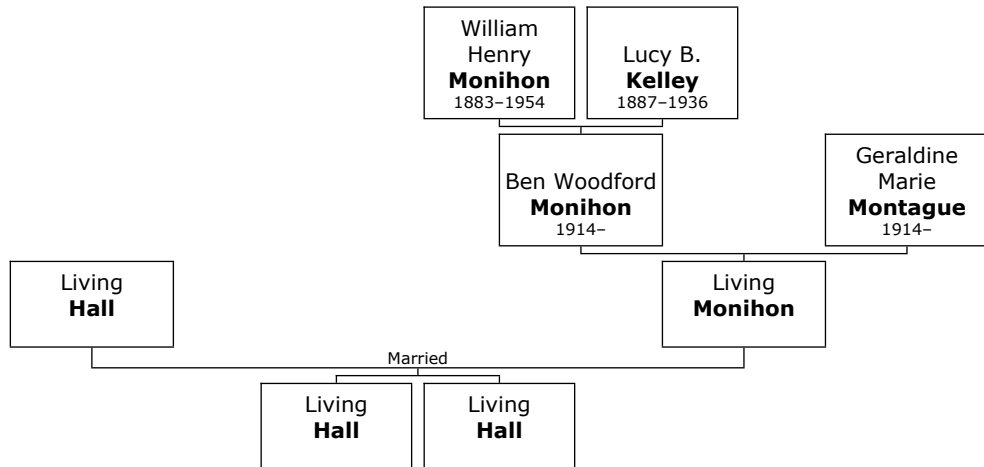 William
Henry
Monihon
1883–1954
Lucy B.
Kelley
1887–1936
Ben Woodford
Monihon
1914–
Geraldine
Marie
Montague
1914–
Living
Hall
Living
Monihon
Married
Living
Hall
Living
Hall